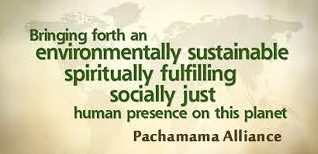 Bringing forth an
environmentally sustainable
spiritually fulfilling
socially just
human presence on this planet
Pachamama Alliance